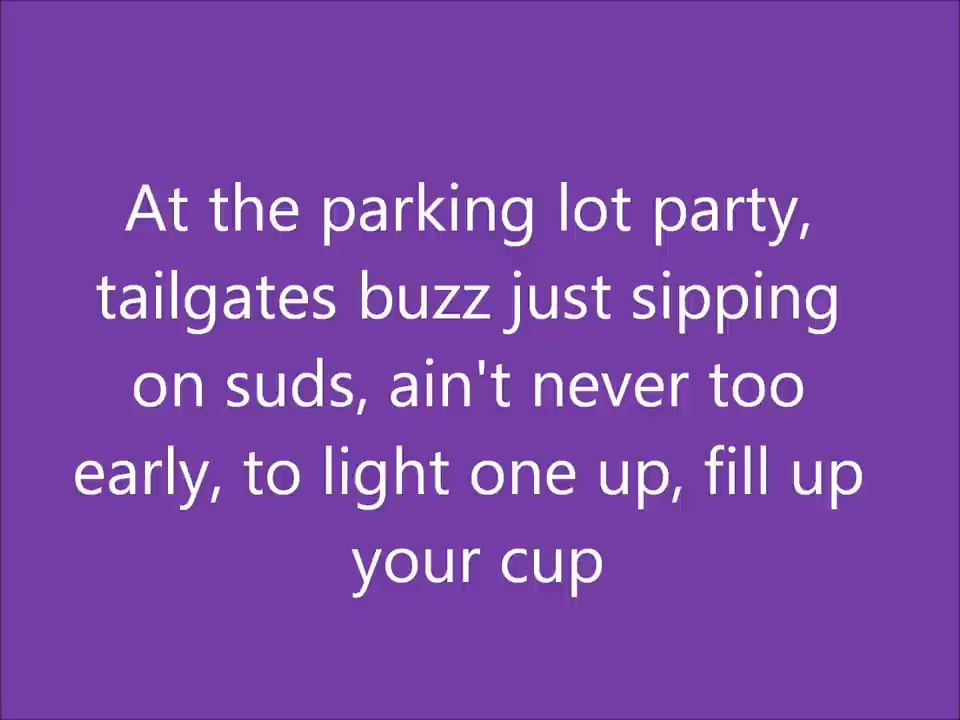 At the parking lot party,
tailgates buzz just sipping
on suds, ain't never too
early, to light one up, fill up
your cup